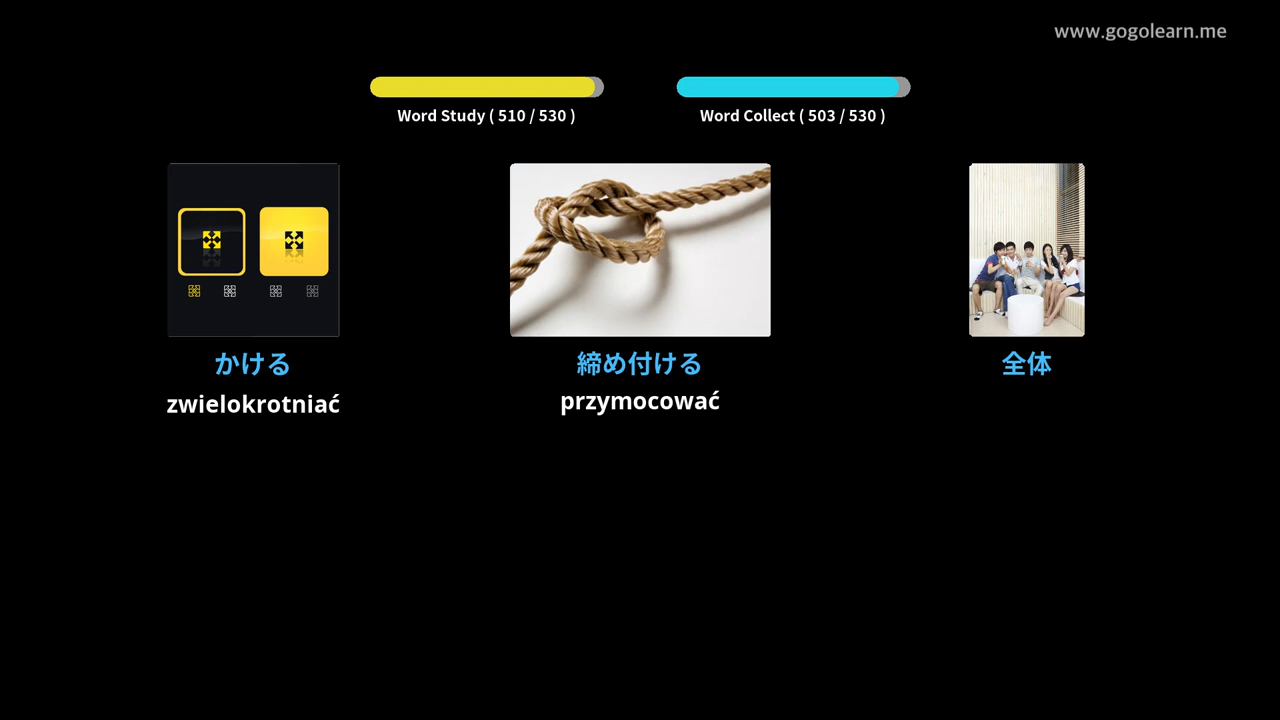 www.gogolearn.me
Word Study ( 510 / 530 )
Word Collect ( 503 / 530 )
かける
締め付ける
全体
zwielokrotniać
przymocować